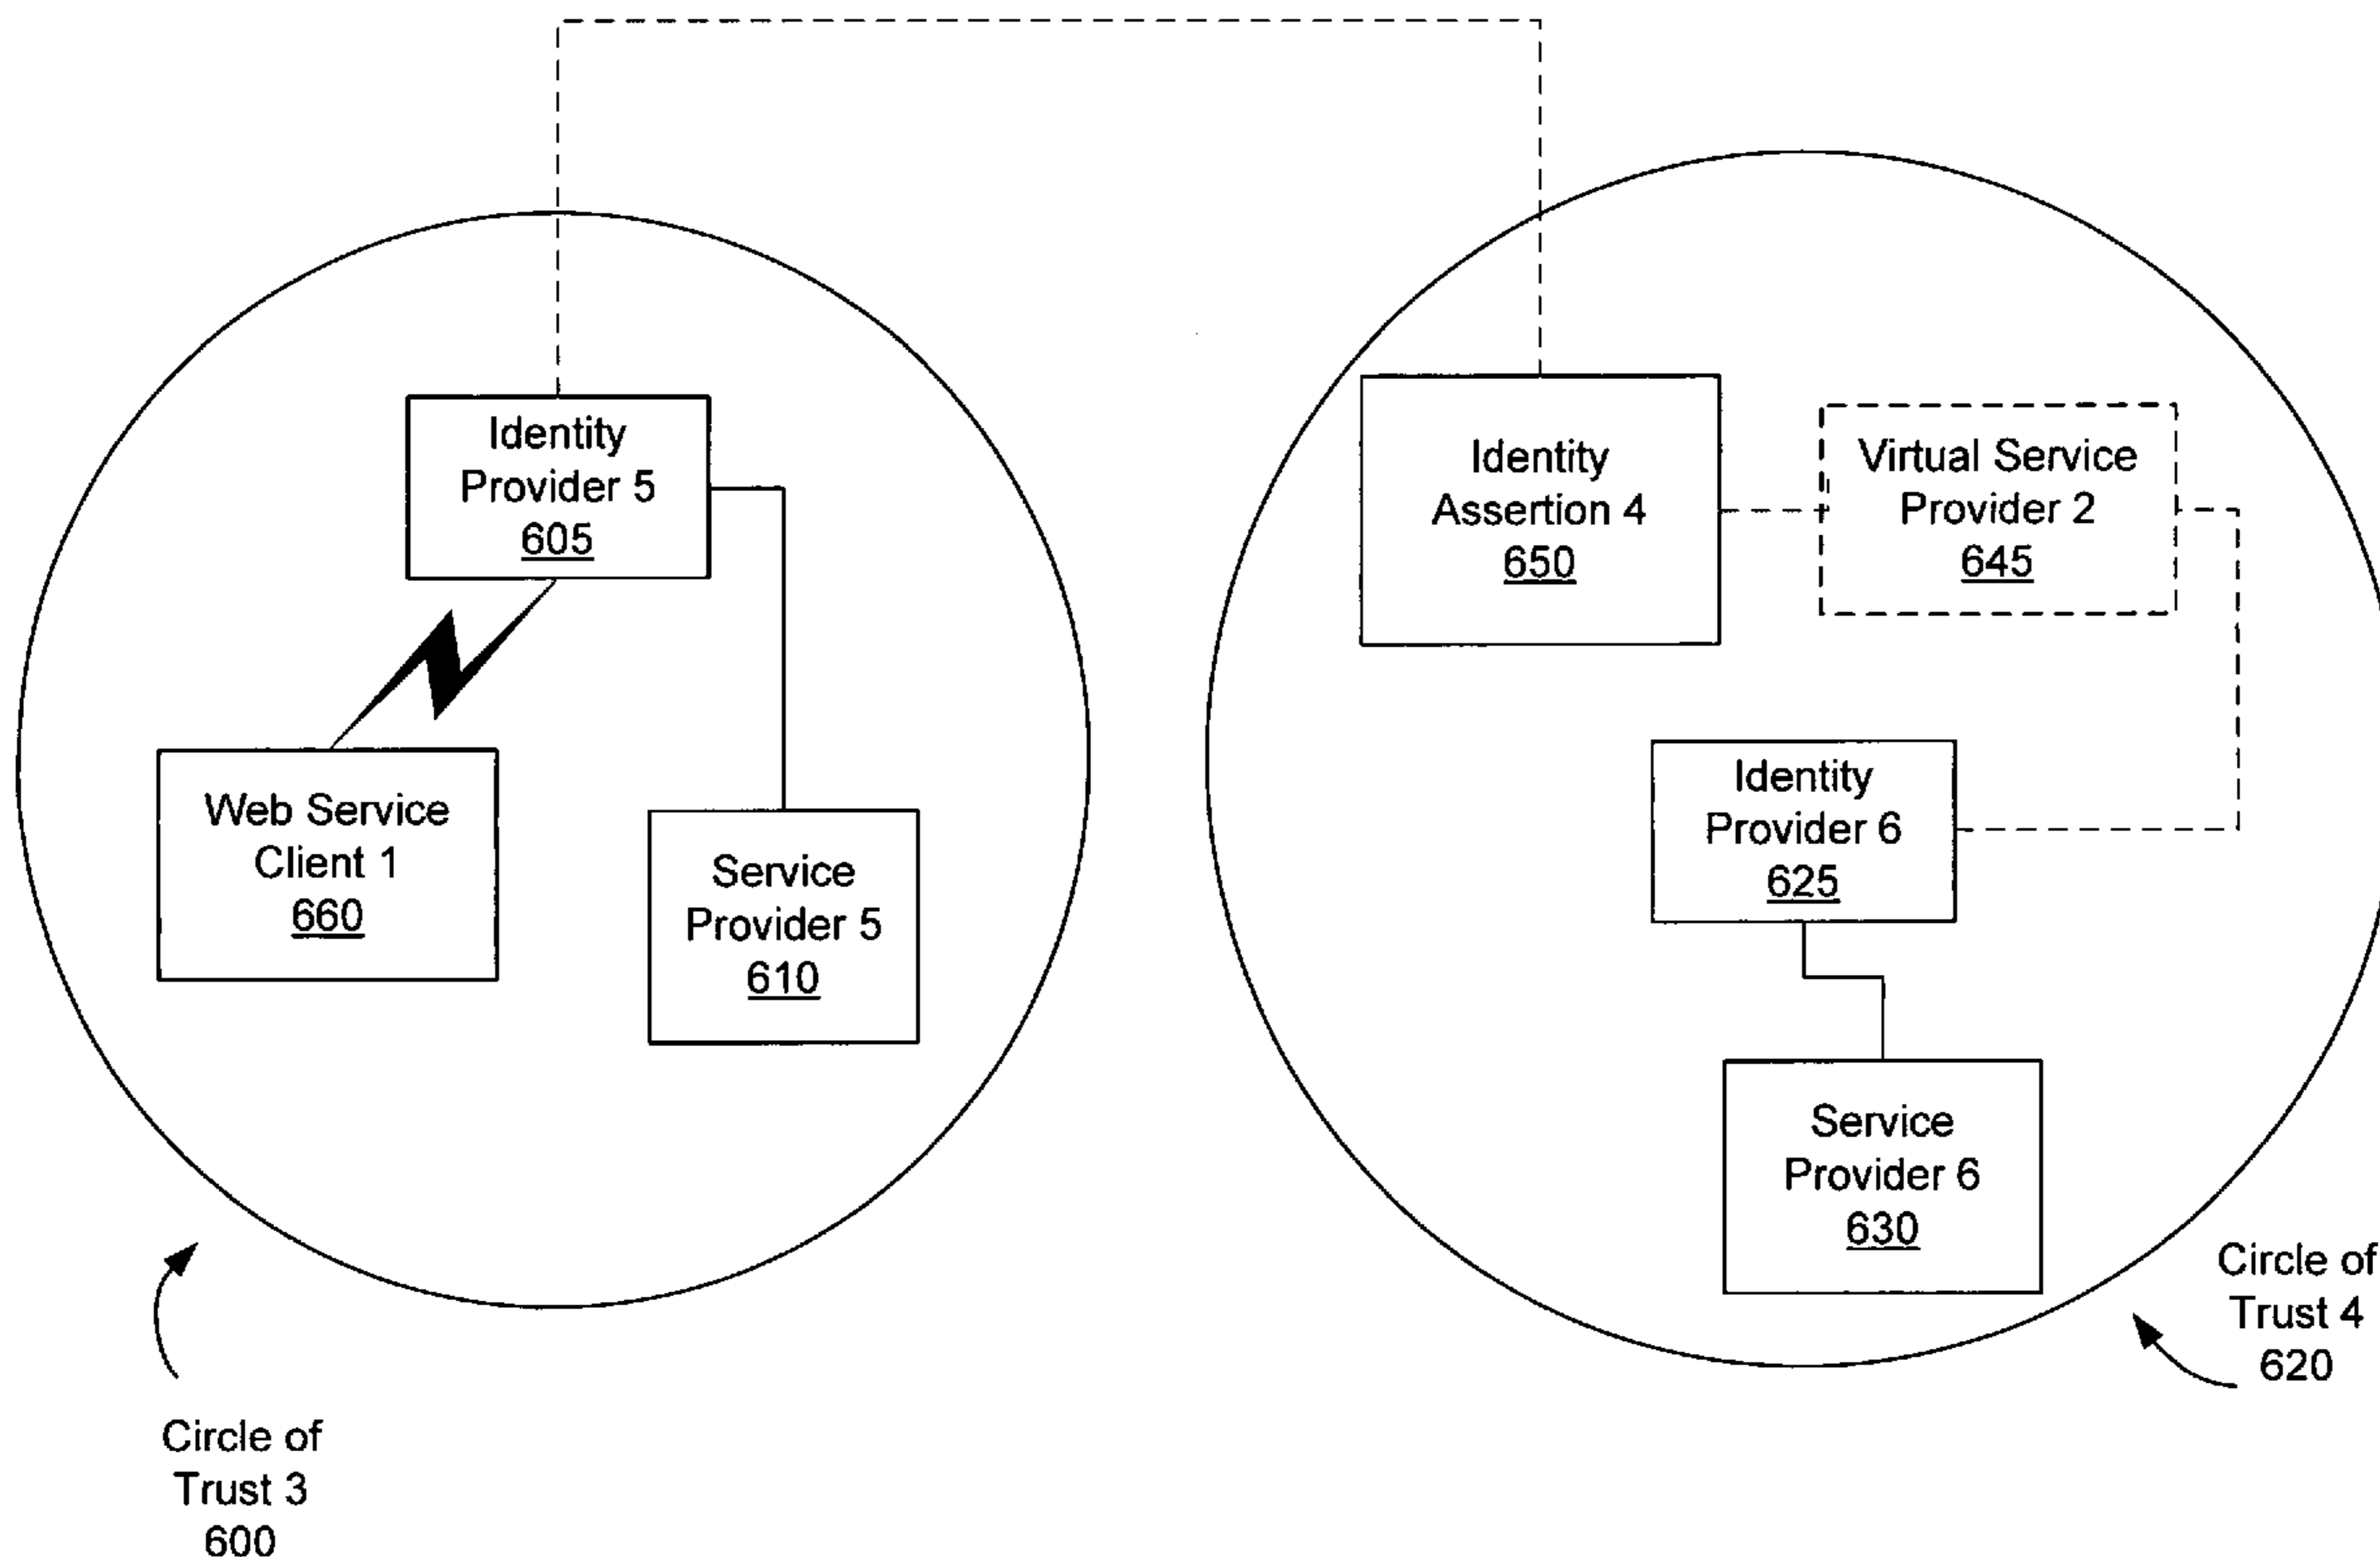 Identity
Provider 5
605
Web Service
Client 1
660
Service
Provider 5
610
Circle of
Trust 3
600
Identity
Assertion 4
650
Virtual Service
Provider 2
645
Identity
Provider 6
625
Service
Provider 6
630
Circle of
Trust 4
620